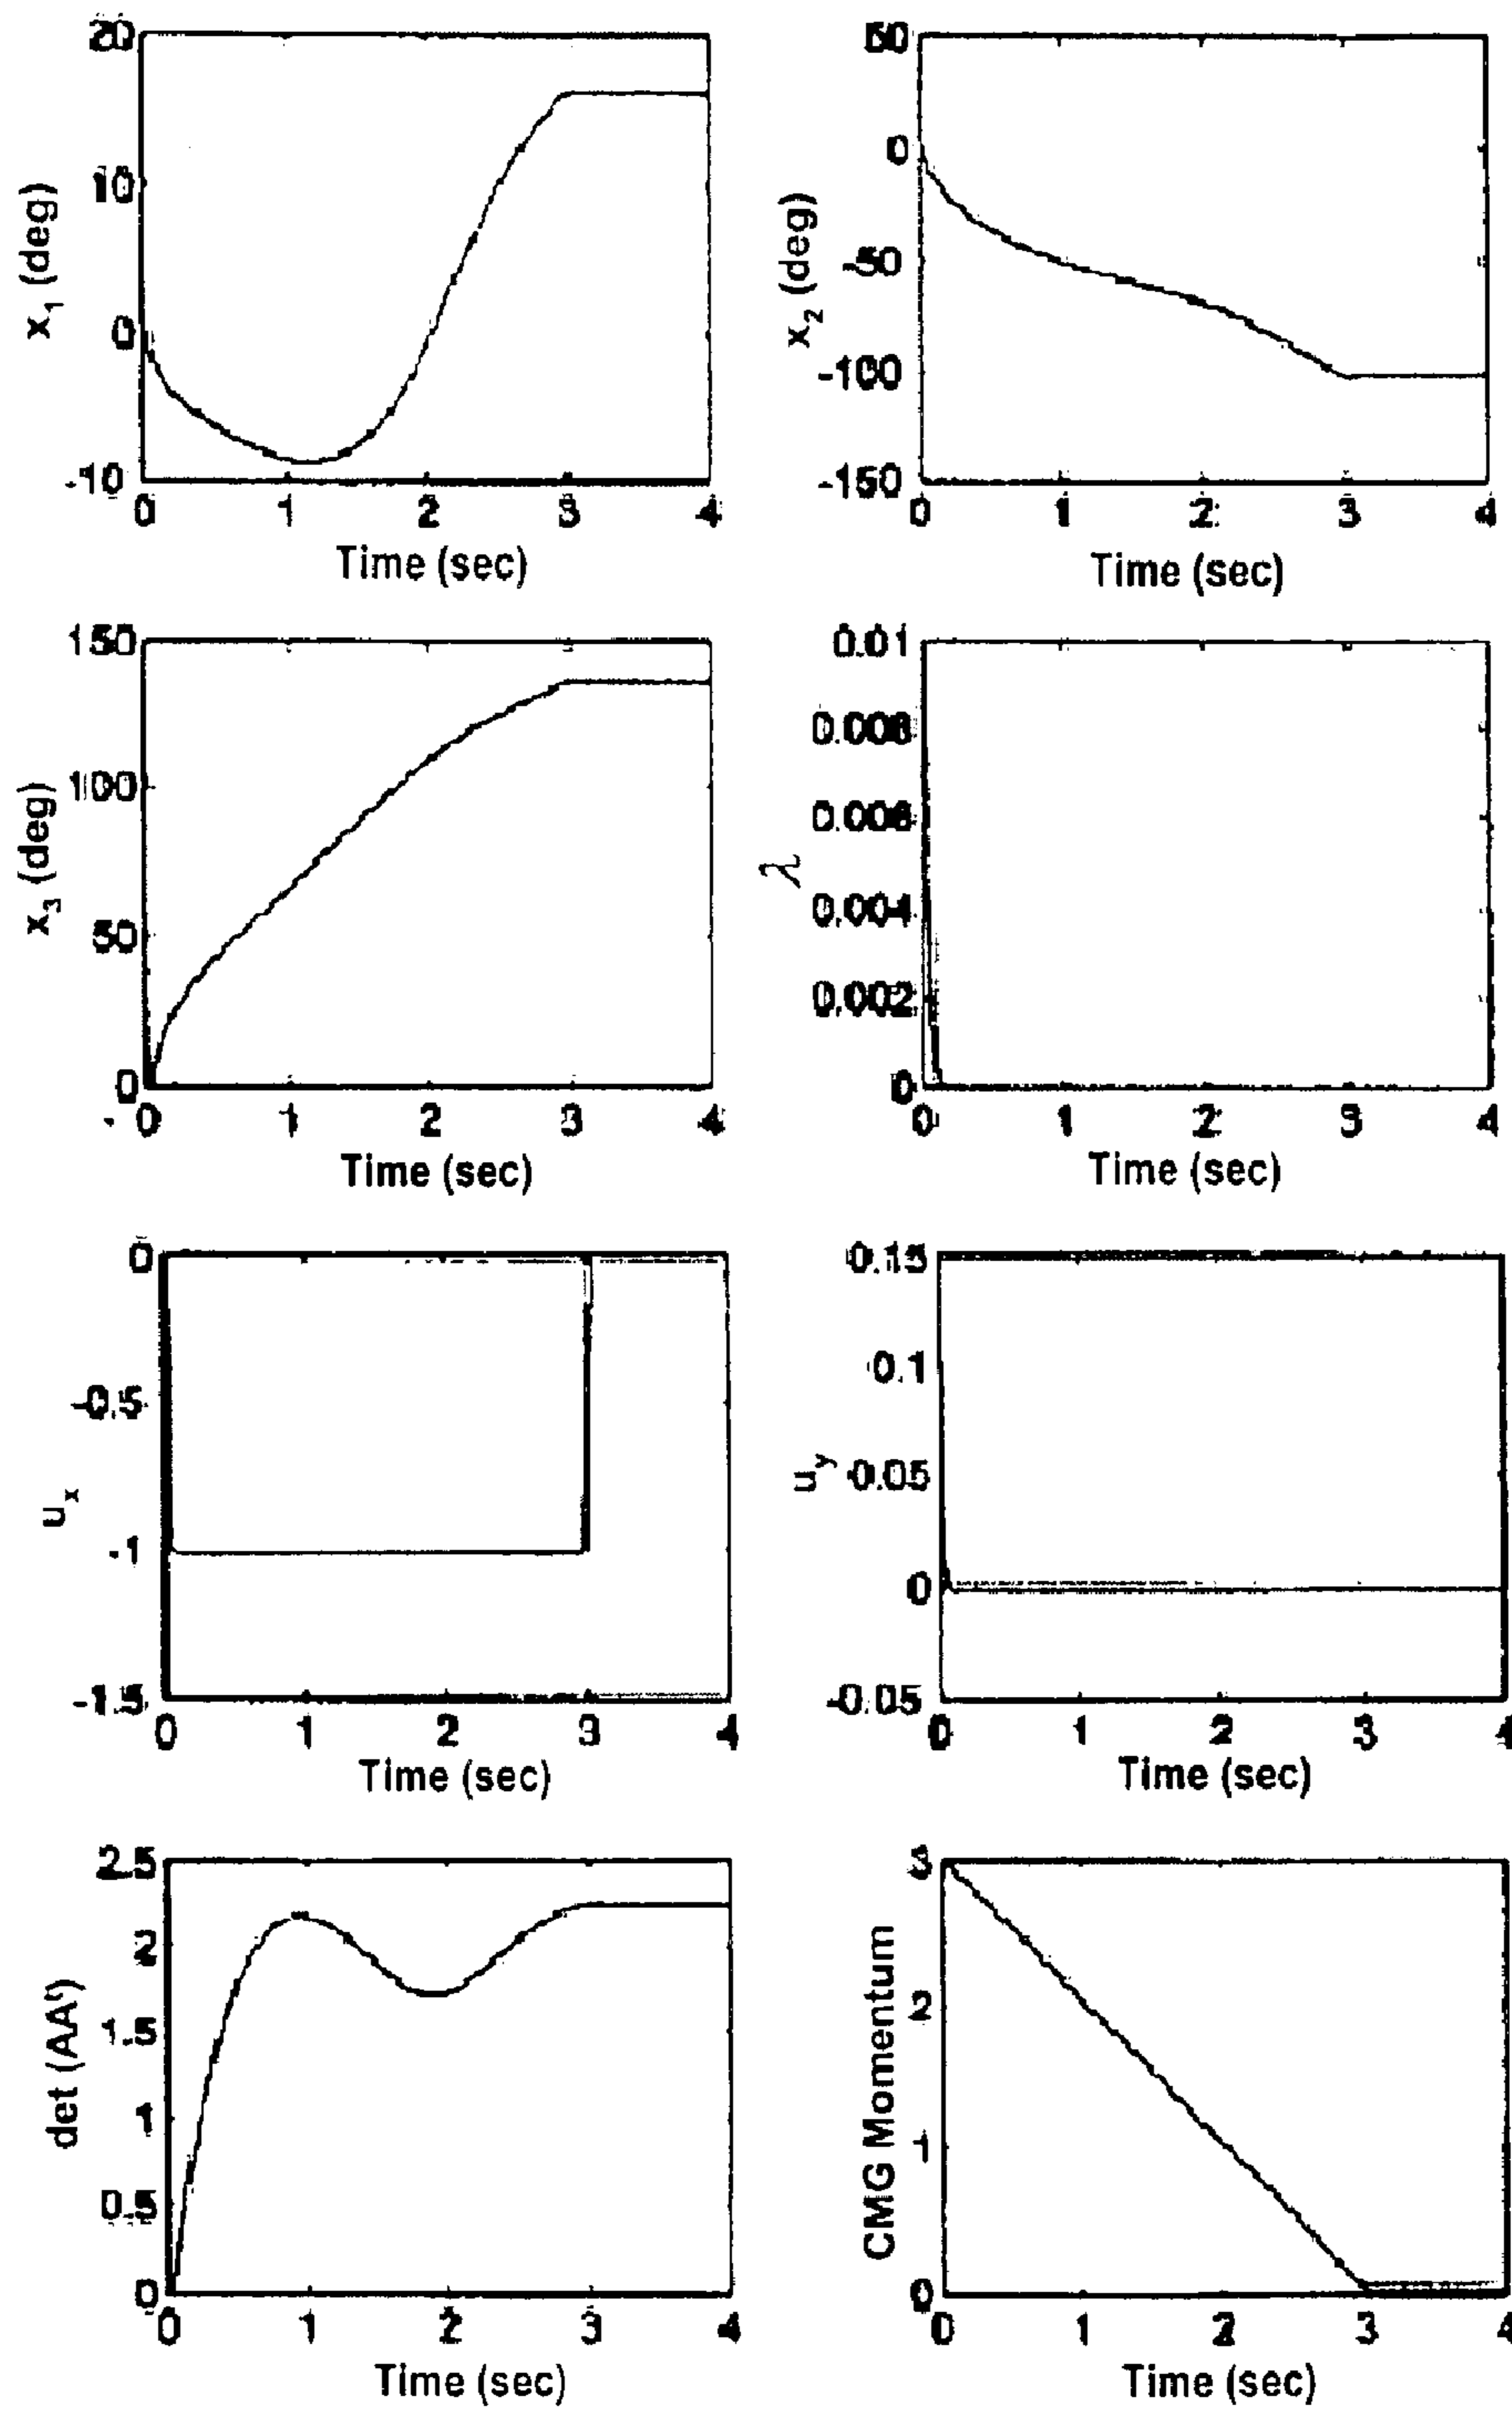 20
10
0
-10
x₁ (deg)
0 1 2 3 4
Time (sec)
50
0
-50
-100
-150
x₂ (deg)
0 1 2 3 4
Time (sec)
150
100
50
0
x₃ (deg)
0 1 2 3 4
Time (sec)
0.01
0.008
0.006
0.004
0.002
0
λ
0 1 2 3 4
Time (sec)
0
-0.5
-1
-1.5
uₓ
0 1 2 3 4
Time (sec)
0.15
0.1
0.05
0
-0.05
u_y
0 1 2 3 4
Time (sec)
2.5
2
1.5
1
0.5
0
det (AA')
0 1 2 3 4
Time (sec)
3
2
1
0
CMG Momentum
0 1 2 3 4
Time (sec)